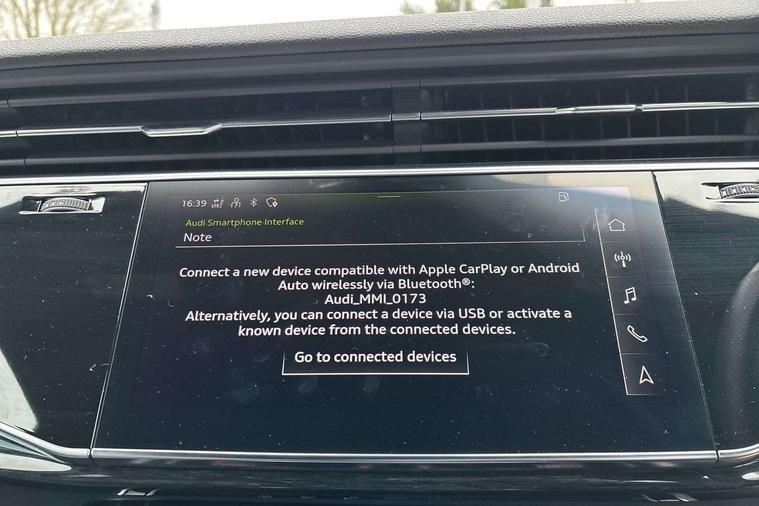 16:39
Audi Smartphone Interface
Note
Connect a new device compatible with Apple CarPlay or Android
Auto wirelessly via Bluetooth®:
Audi_MMI_0173
Alternatively, you can connect a device via USB or activate a
known device from the connected devices.
Go to connected devices